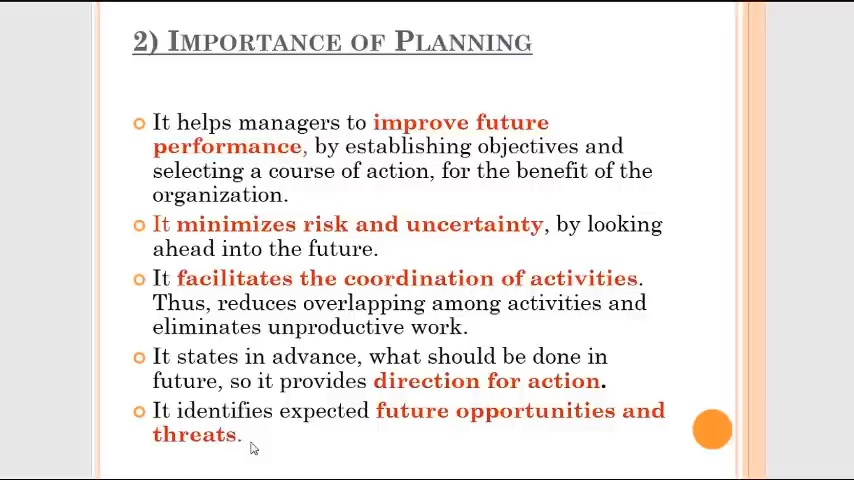 2) IMPORTANCE OF PLANNING
It helps managers to improve future
performance, by establishing objectives and
selecting a course of action, for the benefit of the
organization.
It minimizes risk and uncertainty, by looking
ahead into the future.
It facilitates the coordination of activities.
Thus, reduces overlapping among activities and
eliminates unproductive work.
It states in advance, what should be done in
future, so it provides direction for action.
It identifies expected future opportunities and
threats.